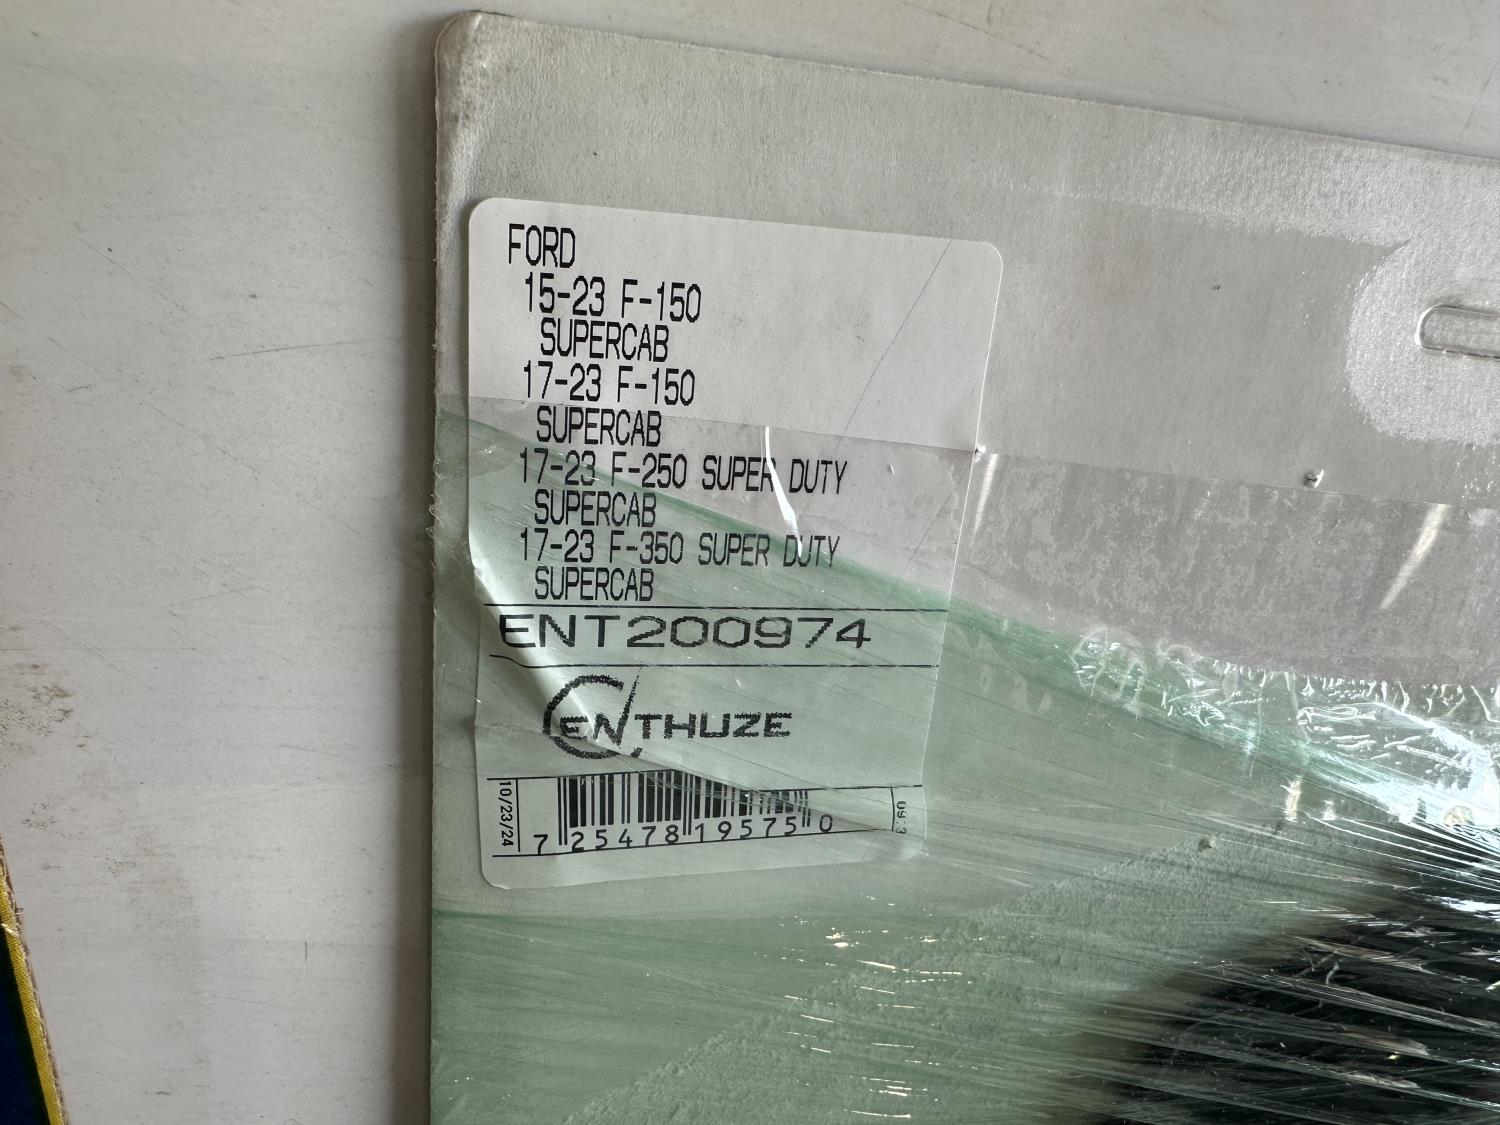 FORD
15-23 F-150
SUPERCAB
17-23 F-150
SUPERCAB
17-23 F-250 SUPER DUTY
SUPERCAB
17-23 F-350 SUPER DUTY
SUPERCAB
ENT200974
ENTHUZE
10/23/24
7 25478 19575 0